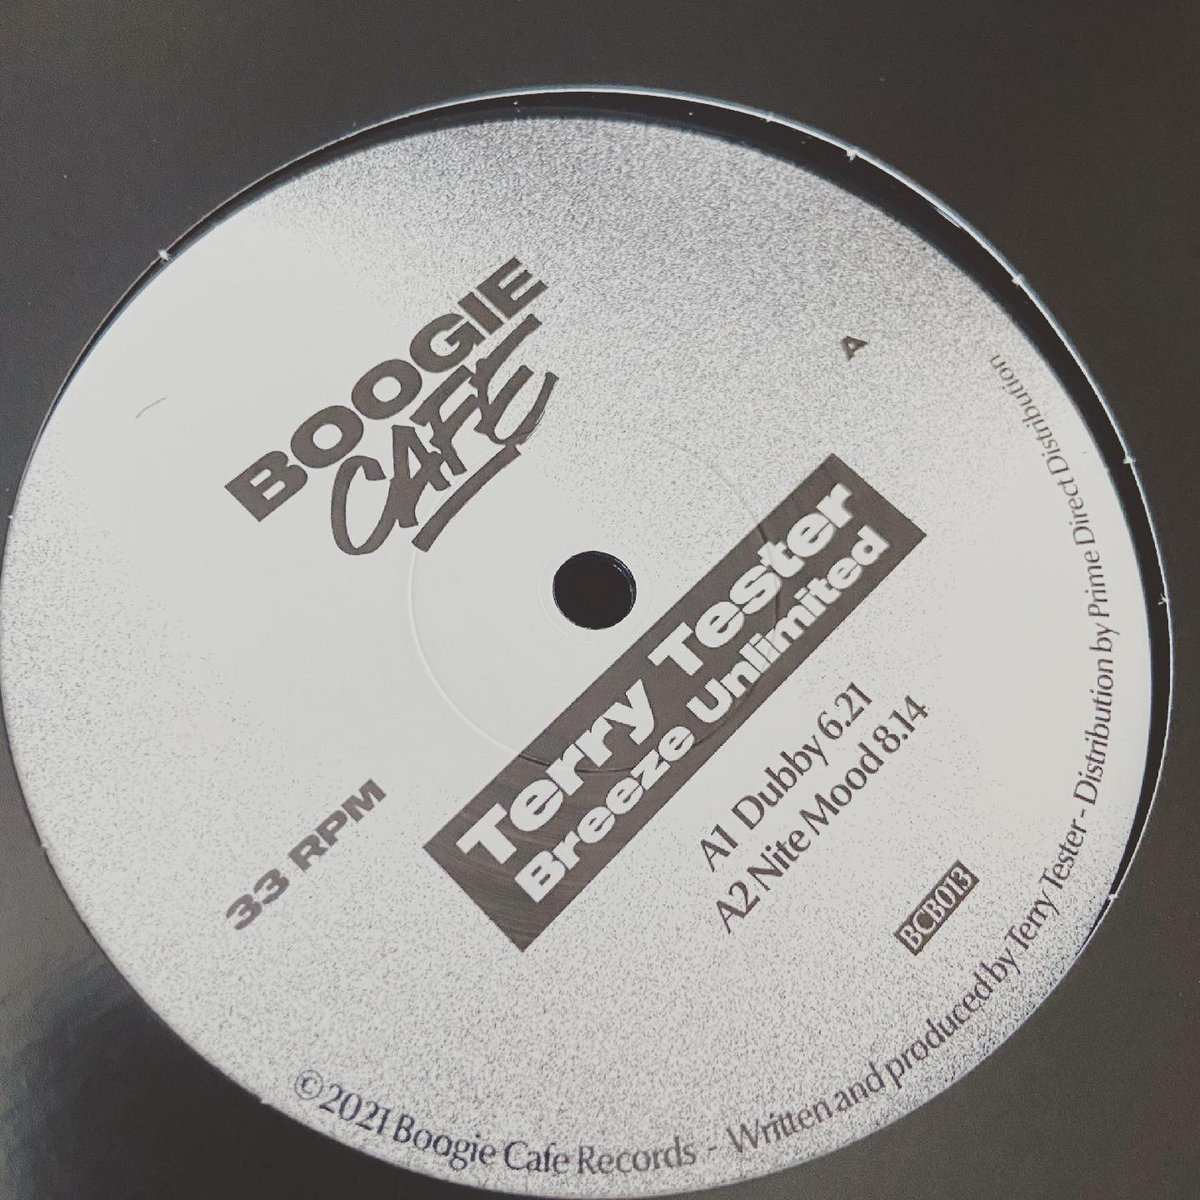 BOOGIE
CAFE
A
Terry Tester
Breeze Unlimited
A1 Dubby 6.21
A2 Nite Mood 8.14
33 RPM
BCB013
©2021 Boogie Cafe Records - Written and produced by Terry Tester - Distribution by Prime Direct Distribution